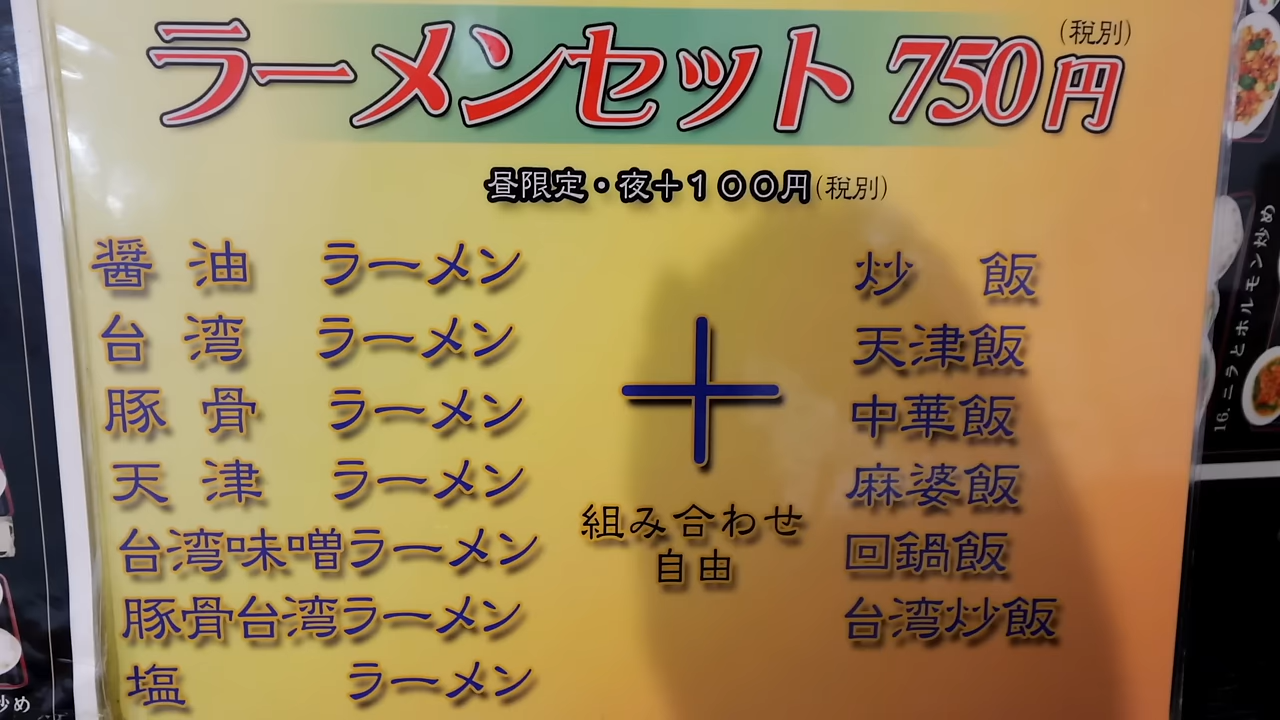 ラーメンセット 750円 (税別)
昼限定・夜+100円(税別)
醤油 ラーメン
台湾 ラーメン
豚骨 ラーメン
天津 ラーメン
台湾味噌ラーメン
豚骨台湾ラーメン
塩 ラーメン
+
組み合わせ
自由
炒飯
天津飯
中華飯
麻婆飯
回鍋飯
台湾炒飯
16.ニラとホルモン炒め
炒め